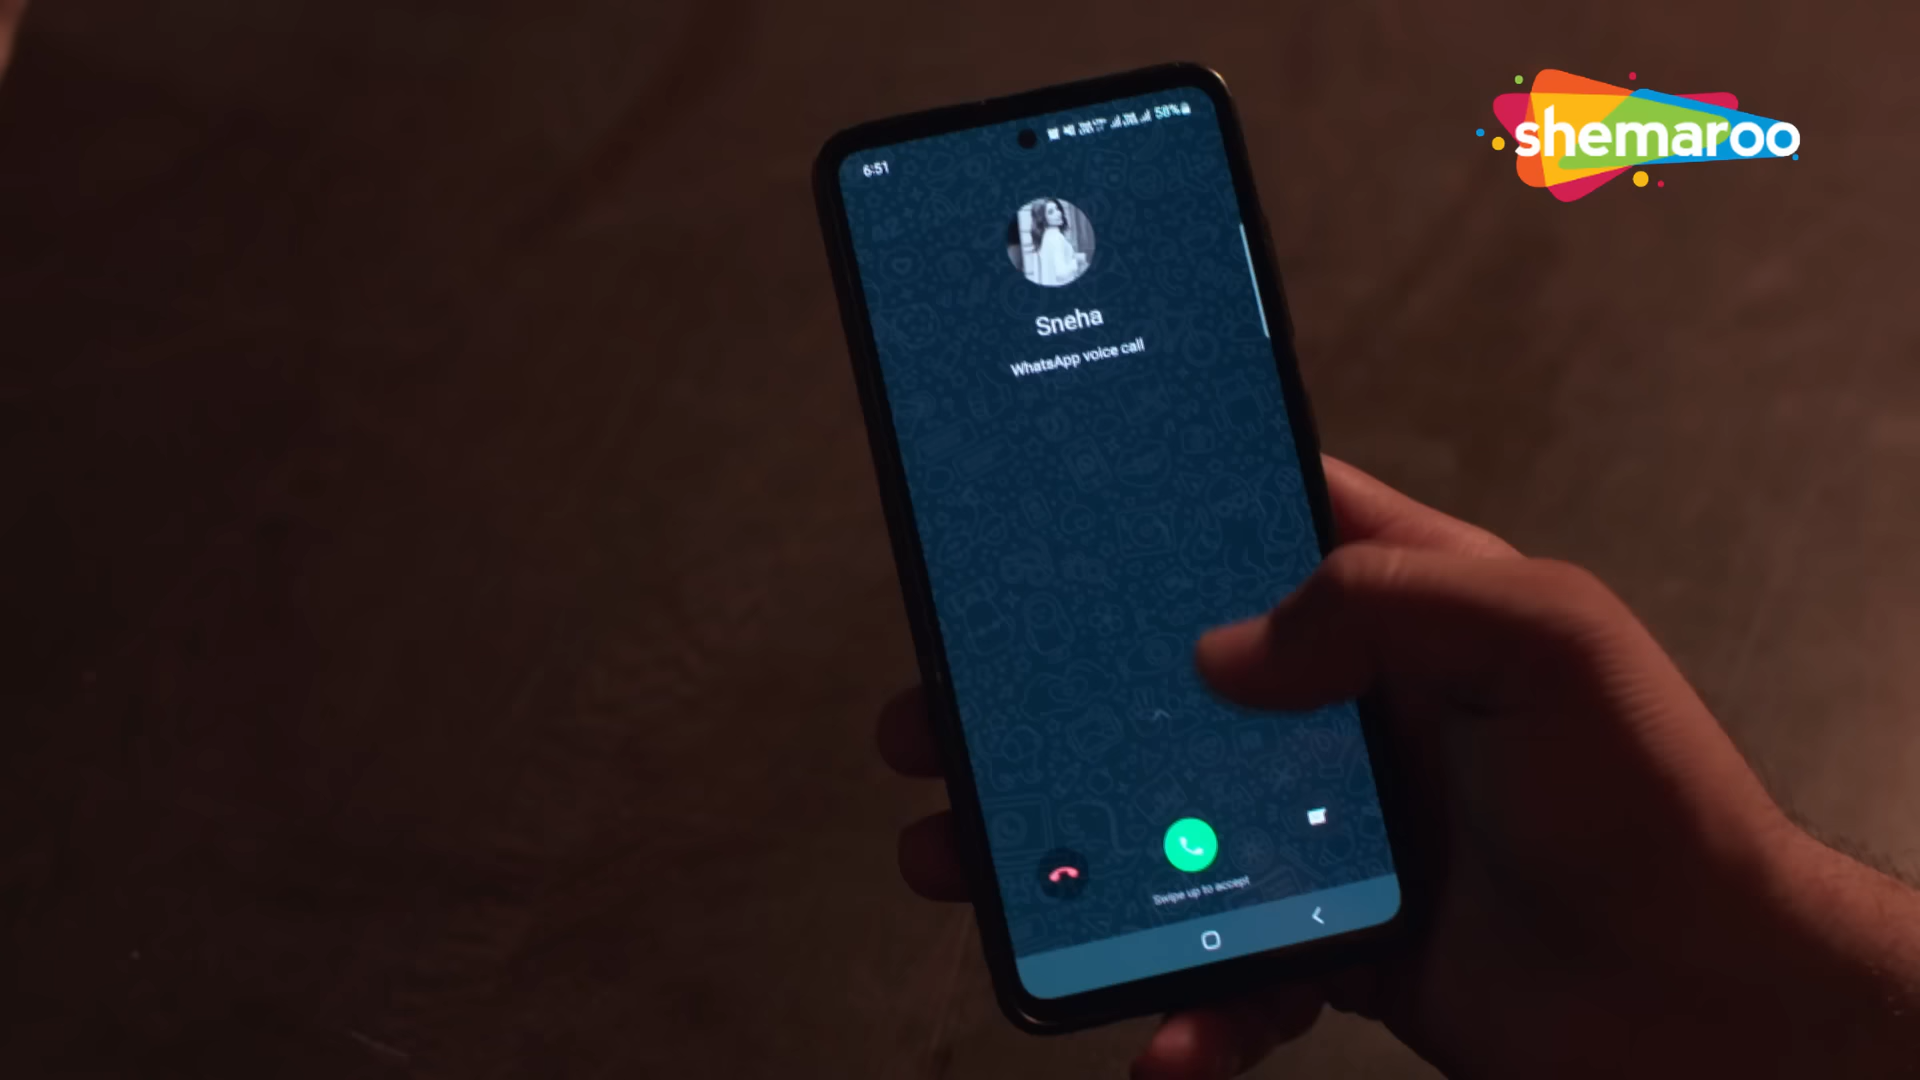 shemaroo
6:51
58%
Sneha
WhatsApp voice call
Swipe up to accept